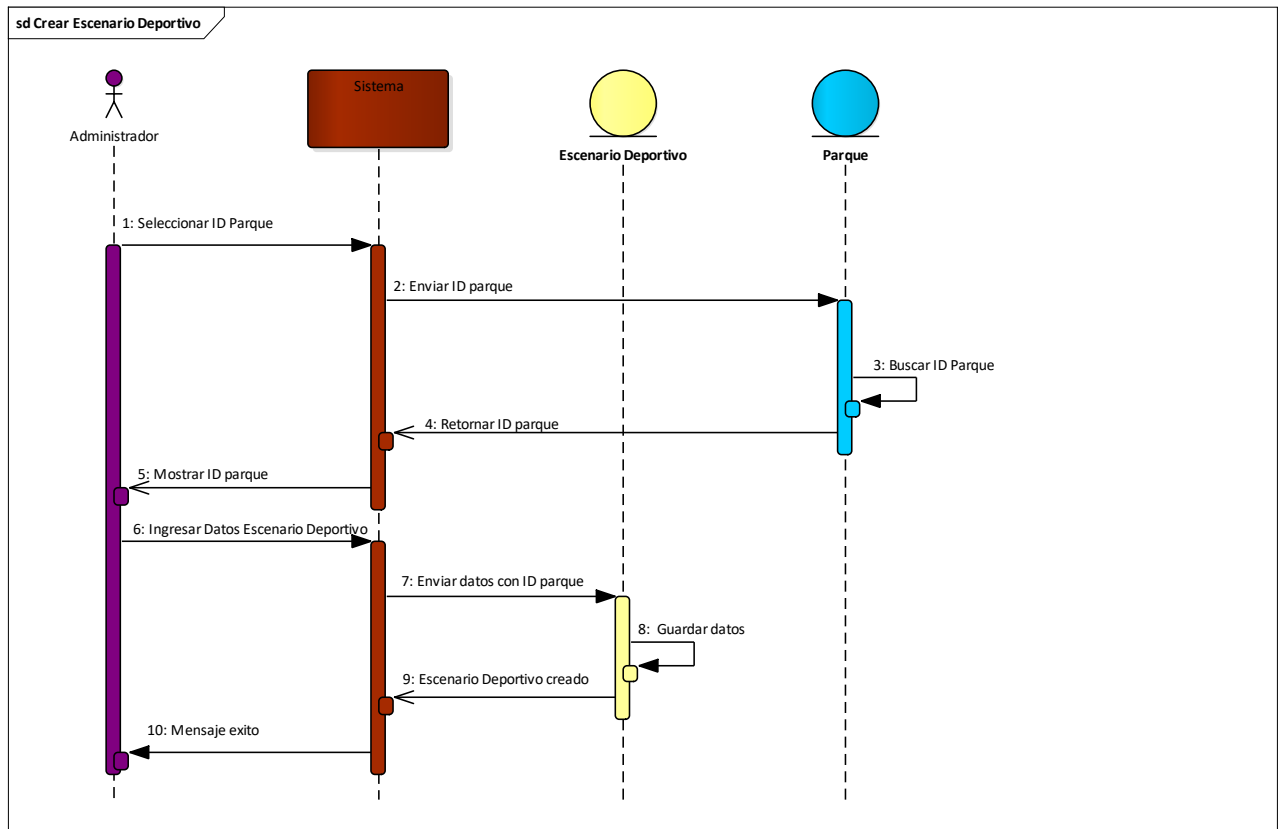 sd Crear Escenario Deportivo
Sistema
Administrador
Escenario Deportivo
Parque
1: Seleccionar ID Parque
2: Enviar ID parque
3: Buscar ID Parque
4: Retornar ID parque
5: Mostrar ID parque
6: Ingresar Datos Escenario Deportivo
7: Enviar datos con ID parque
8: Guardar datos
9: Escenario Deportivo creado
10: Mensaje exito